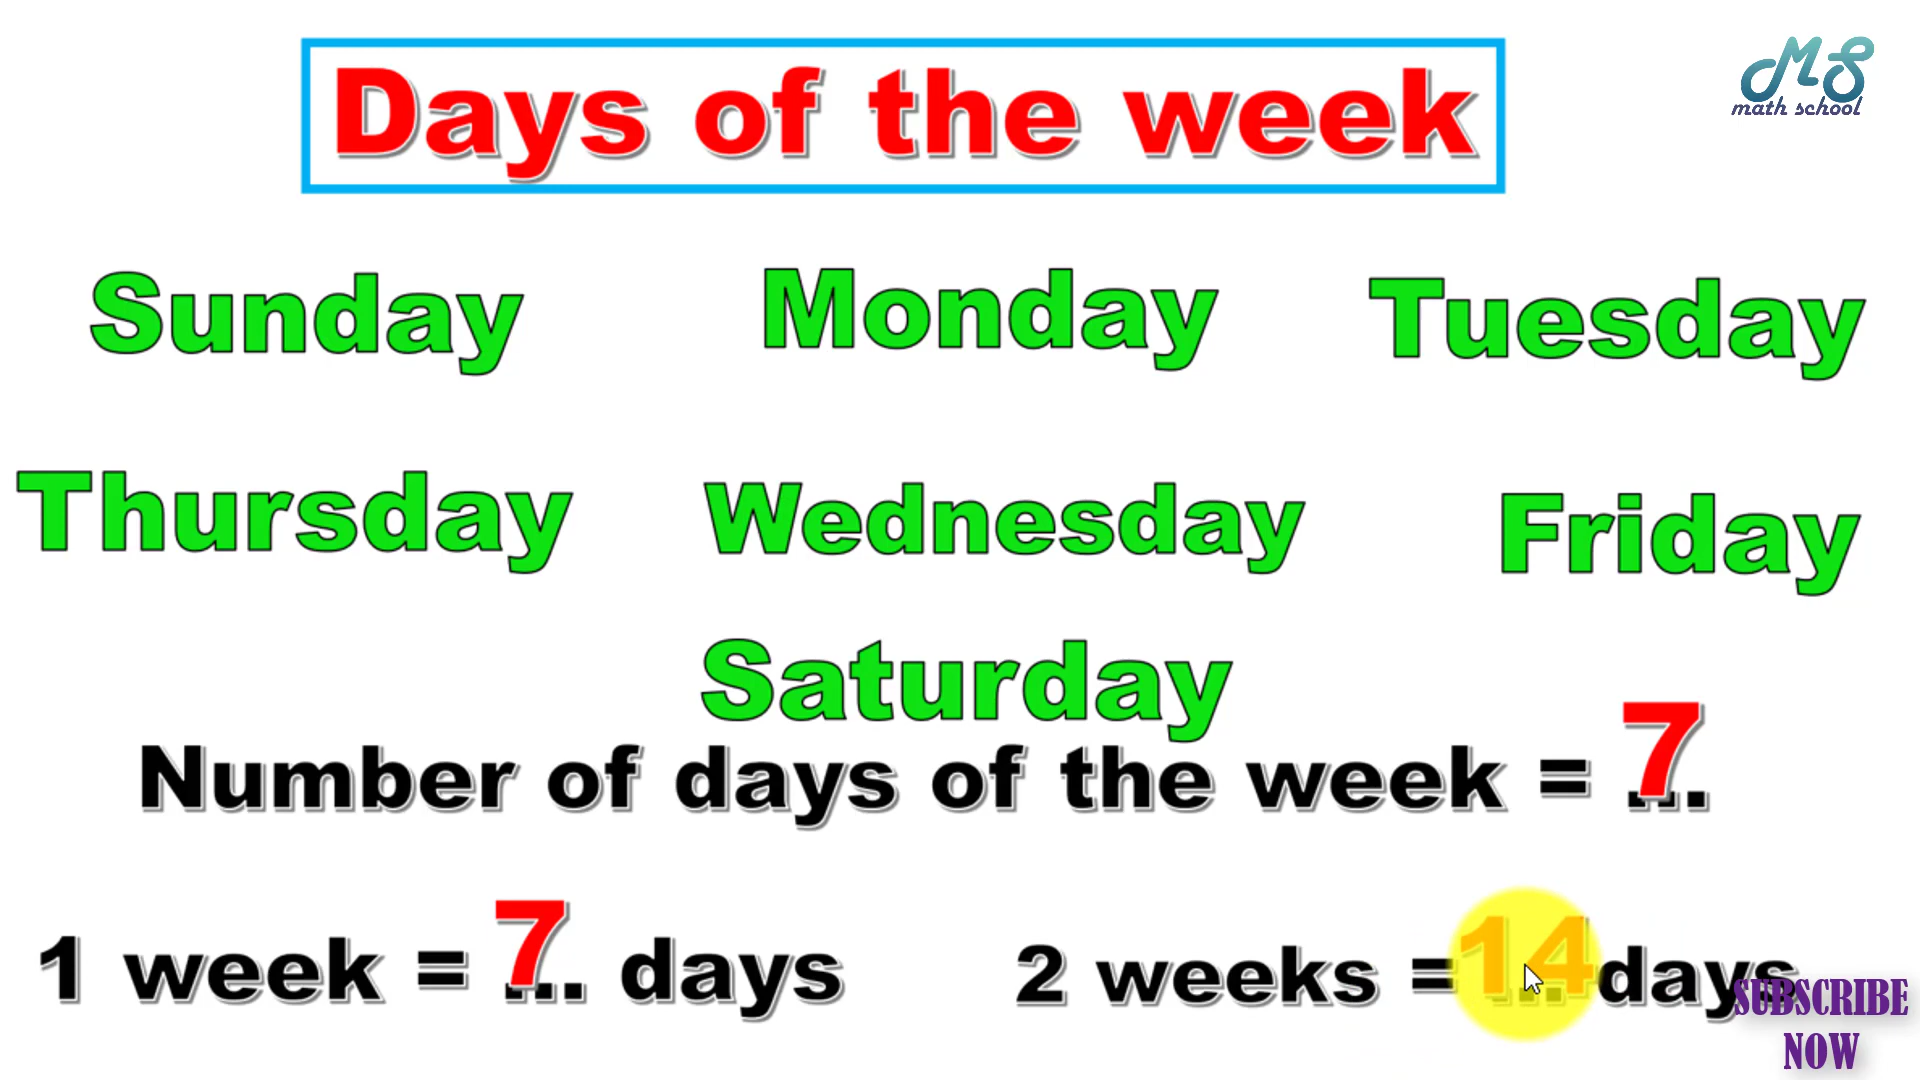 Days of the week
MS
math school
Sunday Monday Tuesday
Thursday Wednesday Friday
Saturday
Number of days of the week = 7...
1 week = 7... days 2 weeks = 14... days
SUBSCRIBE
NOW